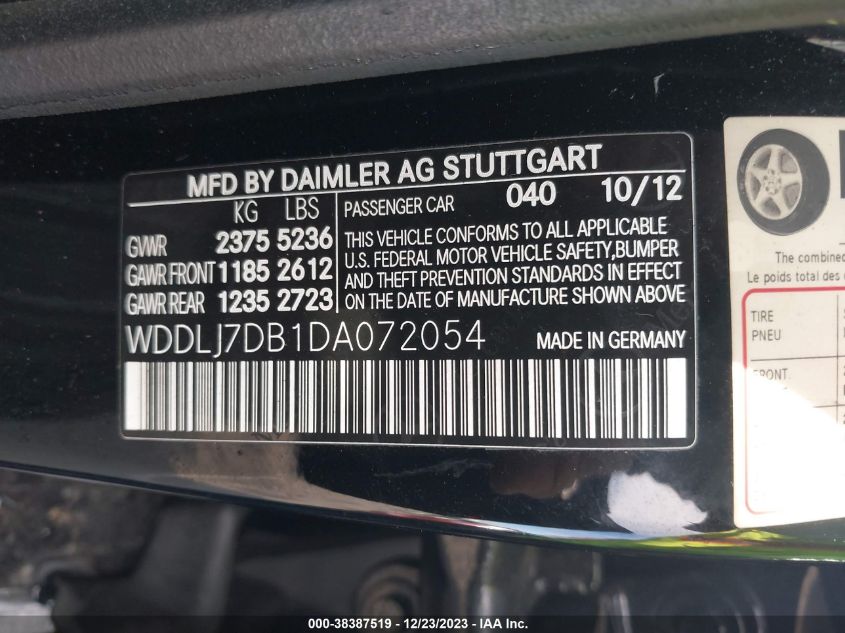 MFD BY DAIMLER AG STUTTGART
KG LBS
GVWR 2375 5236
GAWR FRONT 1185 2612
GAWR REAR 1235 2723
PASSENGER CAR 040 10/12
THIS VEHICLE CONFORMS TO ALL APPLICABLE
U.S. FEDERAL MOTOR VEHICLE SAFETY, BUMPER
AND THEFT PREVENTION STANDARDS IN EFFECT
ON THE DATE OF MANUFACTURE SHOWN ABOVE
WDDLJ7DB1DA072054 MADE IN GERMANY
The combined
Le poids total des
TIRE
PNEU
FRONT
000-38387519 - 12/23/2023 - IAA Inc.